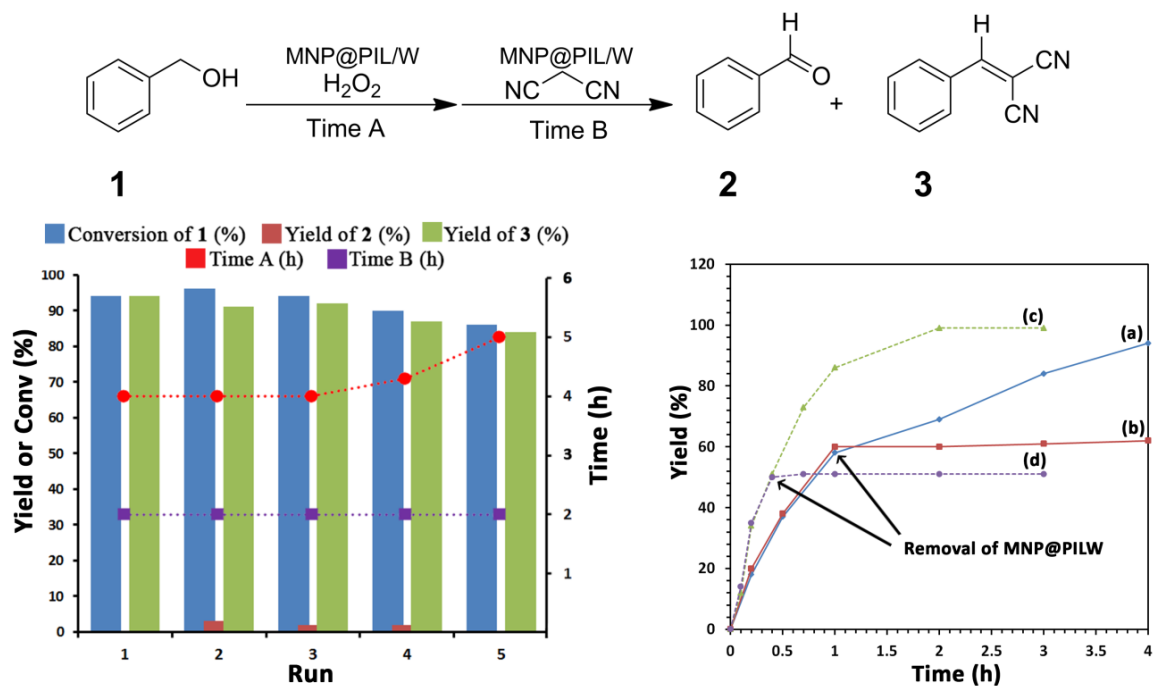 MNP@PIL/W
MNP@PIL/W
H
H
OH
H₂O₂
NC
CN
O
+
CN
CN
Time A
Time B
1
2
3
Conversion of 1 (%)
Yield of 2 (%)
Yield of 3 (%)
Time A (h)
Time B (h)
Yield or Conv (%)
100
90
80
70
60
50
40
30
20
10
0
1
2
3
4
5
Run
6
5
4
3
2
1
Time (h)
Yield (%)
120
100
80
60
40
20
0
(c)
(a)
(b)
(d)
Removal of MNP@PILW
0
0.5
1
1.5
2
2.5
3
3.5
4
Time (h)